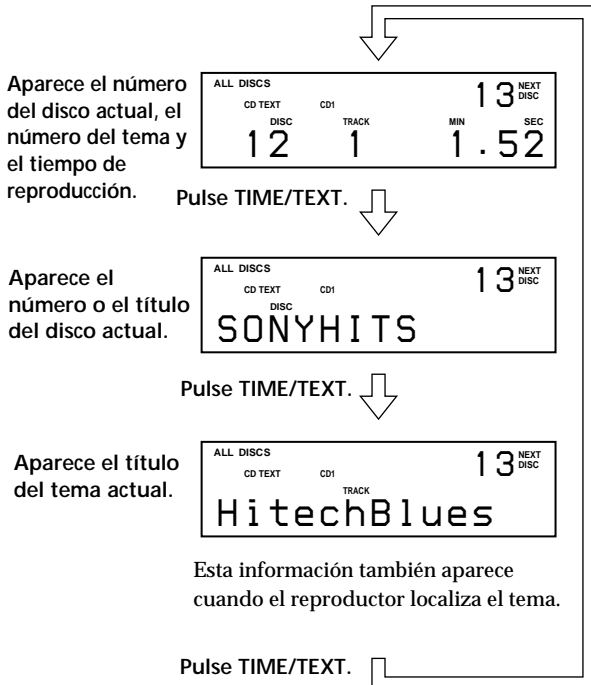 Aparece el número
del disco actual, el
número del tema y
el tiempo de
reproducción.
ALL DISCS
CD TEXT CD1 13 NEXT DISC
DISC TRACK MIN SEC
12 1 1.52
Pulse TIME/TEXT.
Aparece el
número o el título
del disco actual.
ALL DISCS
CD TEXT CD1 13 NEXT DISC
DISC
SONYHITS
Pulse TIME/TEXT.
Aparece el título
del tema actual.
ALL DISCS
CD TEXT CD1 13 NEXT DISC
TRACK
HitechBlues
Esta información también aparece
cuando el reproductor localiza el tema.
Pulse TIME/TEXT.